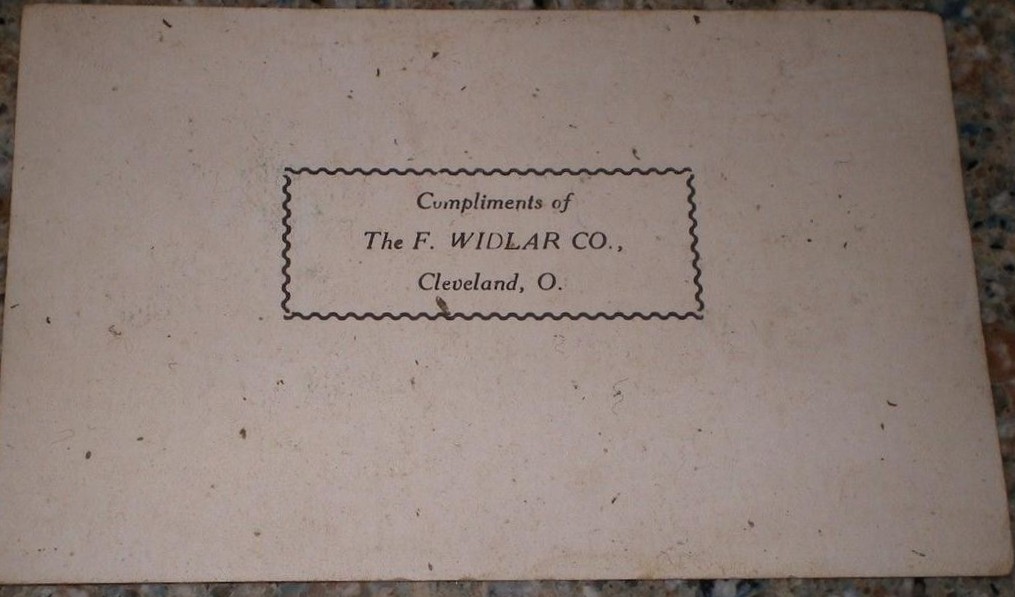 Compliments of
The F. WIDLAR CO.,
Cleveland, O.